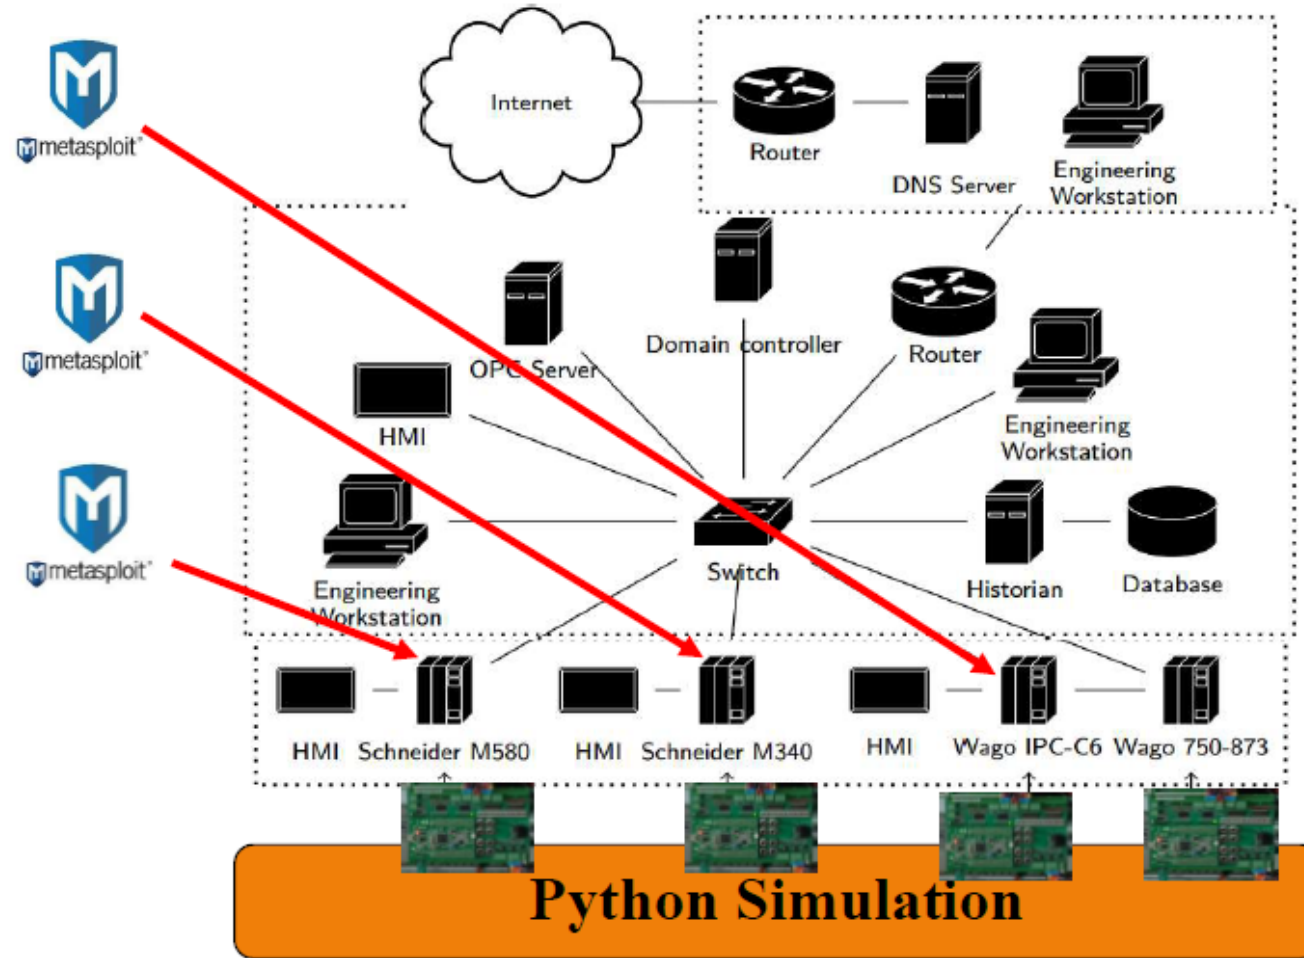 Internet
Router
DNS Server
Engineering
Workstation
metasploit®
metasploit®
metasploit®
OPC Server
Domain controller
Router
HMI
Engineering
Workstation
Engineering
Workstation
Switch
Historian
Database
HMI
Schneider M580
HMI
Schneider M340
HMI
Wago IPC-C6
Wago 750-873
Python Simulation